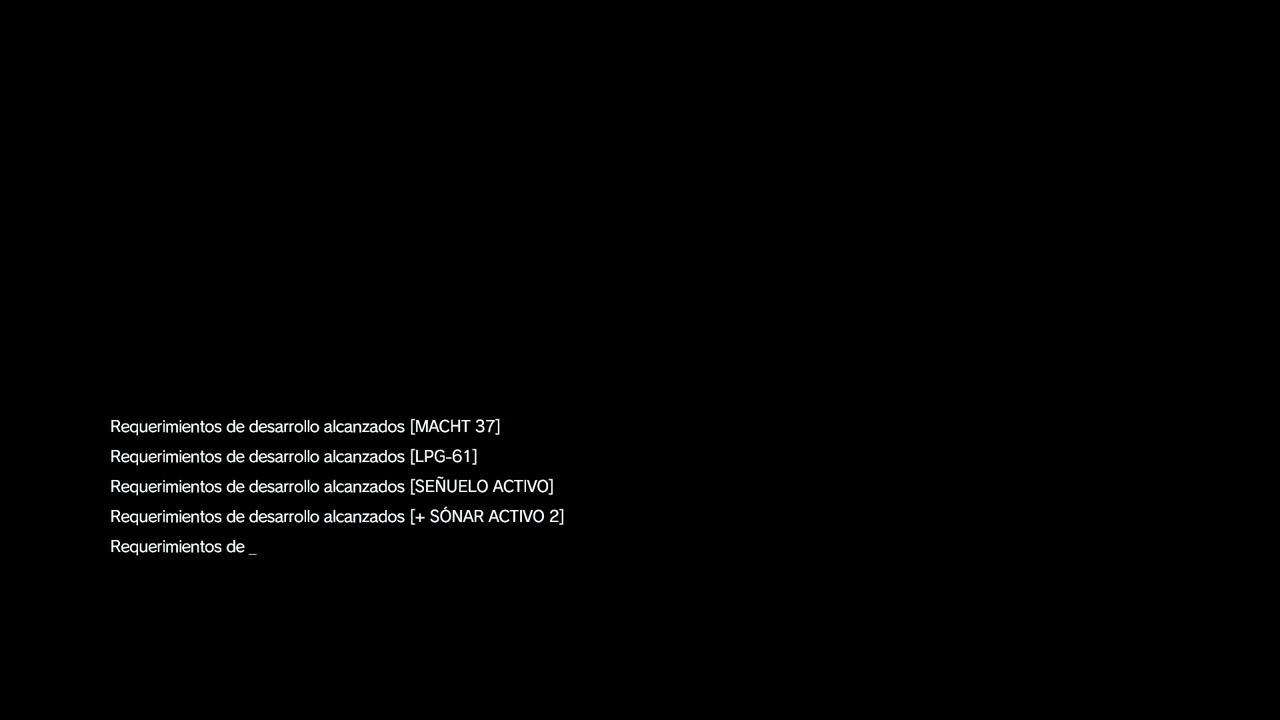 Requerimientos de desarrollo alcanzados [MACHT 37]
Requerimientos de desarrollo alcanzados [LPG-61]
Requerimientos de desarrollo alcanzados [SEÑUELO ACTIVO]
Requerimientos de desarrollo alcanzados [+ SÓNAR ACTIVO 2]
Requerimientos de _